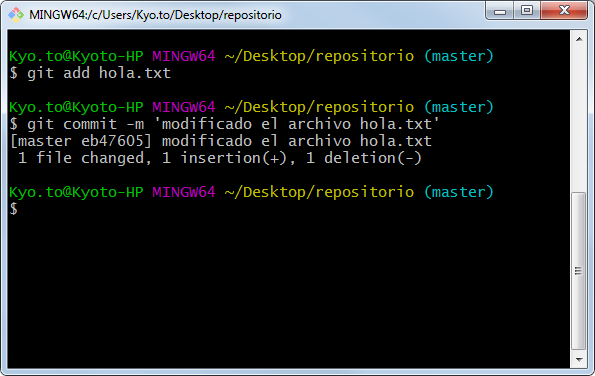 MINGW64:/c/Users/Kyo.to/Desktop/repositorio
Kyo.to@Kyoto-HP MINGW64 ~/Desktop/repositorio (master)
$ git add hola.txt
Kyo.to@Kyoto-HP MINGW64 ~/Desktop/repositorio (master)
$ git commit -m 'modificado el archivo hola.txt'
[master eb47605] modificado el archivo hola.txt
 1 file changed, 1 insertion(+), 1 deletion(-)
Kyo.to@Kyoto-HP MINGW64 ~/Desktop/repositorio (master)
$